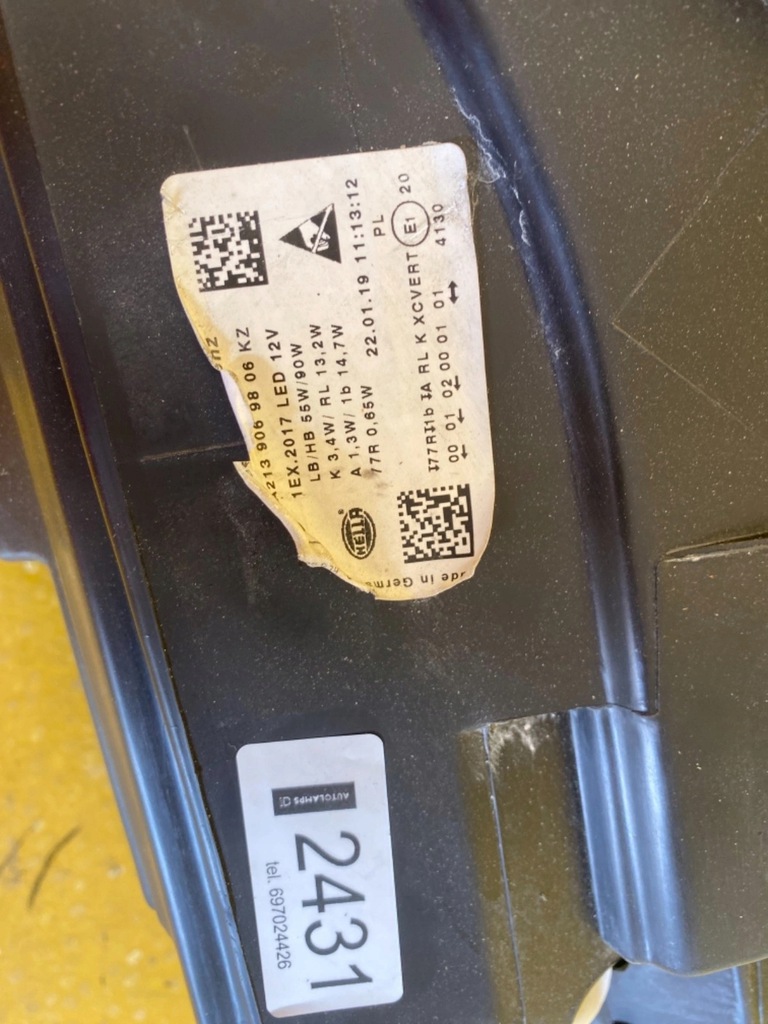 213 906 98 06 KZ
1EX.2017 LED 12V
LB/HB 55W/90W
K 3,4W/ RL 13,2W
A 1,3W/ 1b 14,7W
77R 0,65W 22.01.19 11:13:12
HELLA
PL
77R 1b IA RL K XCVERT E1 20
00 01 02 00 01 01 4130
de in Germ
AUTOLAMPS
2431
tel. 697024426